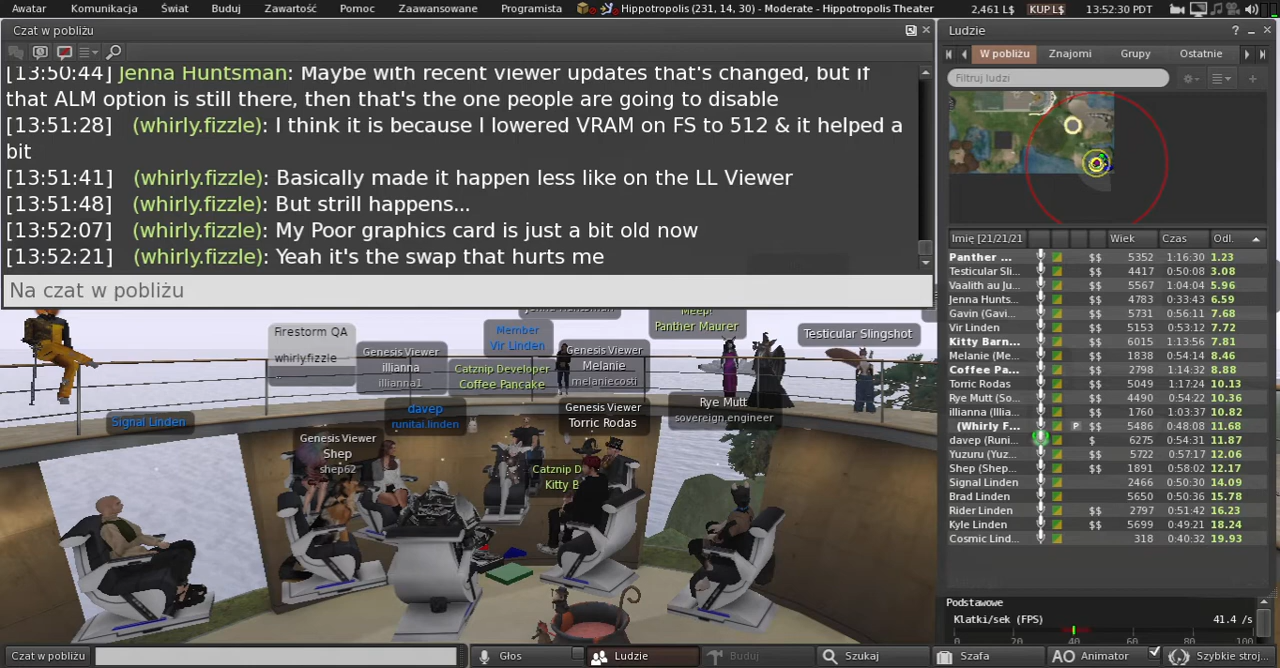 Awatar Komunikacja Świat Buduj Zawartość Pomoc Zaawansowane Programista Hippotropolis (231, 14, 30) - Moderate - Hippotropolis Theater 2,461 L$ KUP L$ 13:52:30 PDT
Czat w pobliżu
[13:50:44] Jenna Huntsman: Maybe with recent viewer updates that's changed, but if
that ALM option is still there, then that's the one people are going to disable
[13:51:28] (whirly.fizzle): I think it is because I lowered VRAM on FS to 512 & it helped a
bit
[13:51:41] (whirly.fizzle): Basically made it happen less like on the LL Viewer
[13:51:48] (whirly.fizzle): But strill happens...
[13:52:07] (whirly.fizzle): My Poor graphics card is just a bit old now
[13:52:21] (whirly.fizzle): Yeah it's the swap that hurts me
Na czat w pobliżu
Firestorm QA
whirlyfizzle
Genesis Viewer
illianna
illianna1
Member
Vir Linden
Catznip Developer
Coffee Pancake
Genesis Viewer
Melanie
melaniecosti
Meep!
Panther Maurer
Testicular Slingshot
Signal Linden
davep
runitai.linden
Genesis Viewer
Torric Rodas
Rye Mutt
sovereign.engineer
Genesis Viewer
Shep
shep62
Catznip D
Kitty B
Ludzie
W pobliżu Znajomi Grupy Ostatnie
Filtruj ludzi
Imię [21/21/21 Wiek Czas Odl.
Panther ... $$ 5352 1:16:30 1.23
Testicular Sli... $$ 4417 0:50:08 3.08
Vaalith au Ju... $$ 5567 1:04:04 5.96
Jenna Hunts... $$ 4783 0:33:43 6.59
Gavin (Gavi... $$ 5731 0:56:11 7.68
Vir Linden $$ 5153 0:53:12 7.72
Kitty Barn... $$ 6015 1:13:56 7.81
Melanie (Me... $$ 1838 0:54:14 8.46
Coffee Pa... $$ 2798 1:14:32 8.88
Torric Rodas $$ 5049 1:17:24 10.13
Rye Mutt (So... $$ 4490 0:54:22 10.36
illianna (Illia... $$ 1760 1:03:37 10.82
(Whirly F... P $$ 5486 0:48:08 11.68
davep (Runi... $ 6275 0:54:31 11.87
Yuzuru (Yuz... $$ 5722 0:57:17 12.06
Shep (Shep... $$ 1891 0:58:02 12.17
Signal Linden 2466 0:50:30 14.09
Brad Linden 5650 0:50:36 15.78
Rider Linden $$ 2797 0:51:42 16.23
Kyle Linden $$ 5699 0:49:21 18.24
Cosmic Lind... 318 0:40:32 19.93
Podstawowe
Klatki/sek (FPS) 41.4 /s
0 20 40 60 80 100
Czat w pobliżu Głos Ludzie Buduj Szukaj Szafa AO Animator Szybkie stroj...